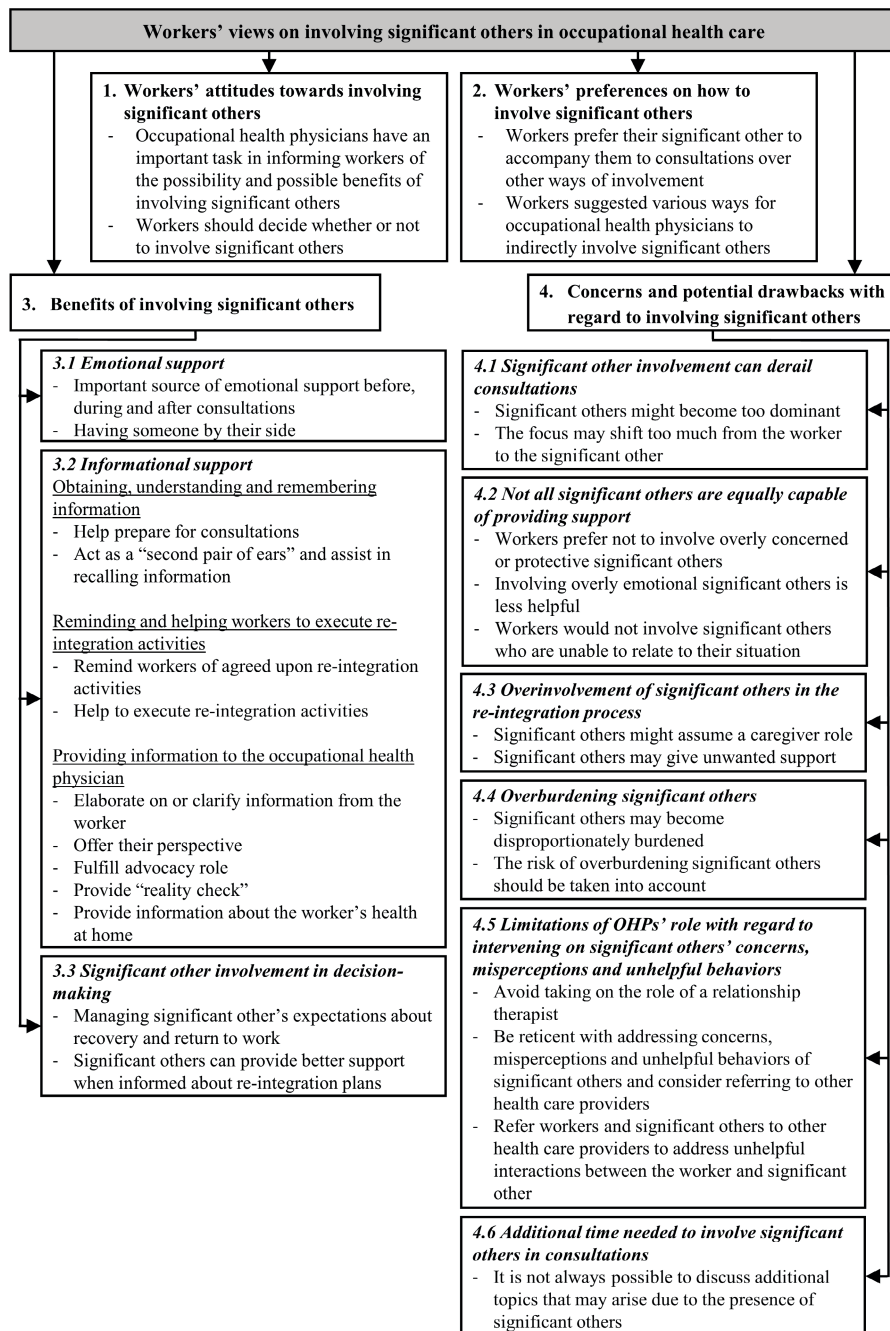 Workers’ views on involving significant others in occupational health care
1. Workers’ attitudes towards involving
significant others
- Occupational health physicians have an
important task in informing workers of
the possibility and possible benefits of
involving significant others
- Workers should decide whether or not
to involve significant others
2. Workers’ preferences on how to
involve significant others
- Workers prefer their significant other to
accompany them to consultations over
other ways of involvement
- Workers suggested various ways for
occupational health physicians to
indirectly involve significant others
3. Benefits of involving significant others
3.1 Emotional support
- Important source of emotional support before,
during and after consultations
- Having someone by their side
3.2 Informational support
Obtaining, understanding and remembering
information
- Help prepare for consultations
- Act as a “second pair of ears” and assist in
recalling information
Reminding and helping workers to execute re-
integration activities
- Remind workers of agreed upon re-integration
activities
- Help to execute re-integration activities
Providing information to the occupational health
physician
- Elaborate on or clarify information from the
worker
- Offer their perspective
- Fulfill advocacy role
- Provide “reality check”
- Provide information about the worker’s health
at home
3.3 Significant other involvement in decision-
making
- Managing significant other’s expectations about
recovery and return to work
- Significant others can provide better support
when informed about re-integration plans
4. Concerns and potential drawbacks with
regard to involving significant others
4.1 Significant other involvement can derail
consultations
- Significant others might become too dominant
- The focus may shift too much from the worker
to the significant other
4.2 Not all significant others are equally capable
of providing support
- Workers prefer not to involve overly concerned
or protective significant others
- Involving overly emotional significant others is
less helpful
- Workers would not involve significant others
who are unable to relate to their situation
4.3 Overinvolvement of significant others in the
re-integration process
- Significant others might assume a caregiver role
- Significant others may give unwanted support
4.4 Overburdening significant others
- Significant others may become
disproportionately burdened
- The risk of overburdening significant others
should be taken into account
4.5 Limitations of OHPs’ role with regard to
intervening on significant others’ concerns,
misperceptions and unhelpful behaviors
- Avoid taking on the role of a relationship
therapist
- Be reticent with addressing concerns,
misperceptions and unhelpful behaviors of
significant others and consider referring to other
health care providers
- Refer workers and significant others to other
health care providers to address unhelpful
interactions between the worker and significant
other
4.6 Additional time needed to involve significant
others in consultations
- It is not always possible to discuss additional
topics that may arise due to the presence of
significant others